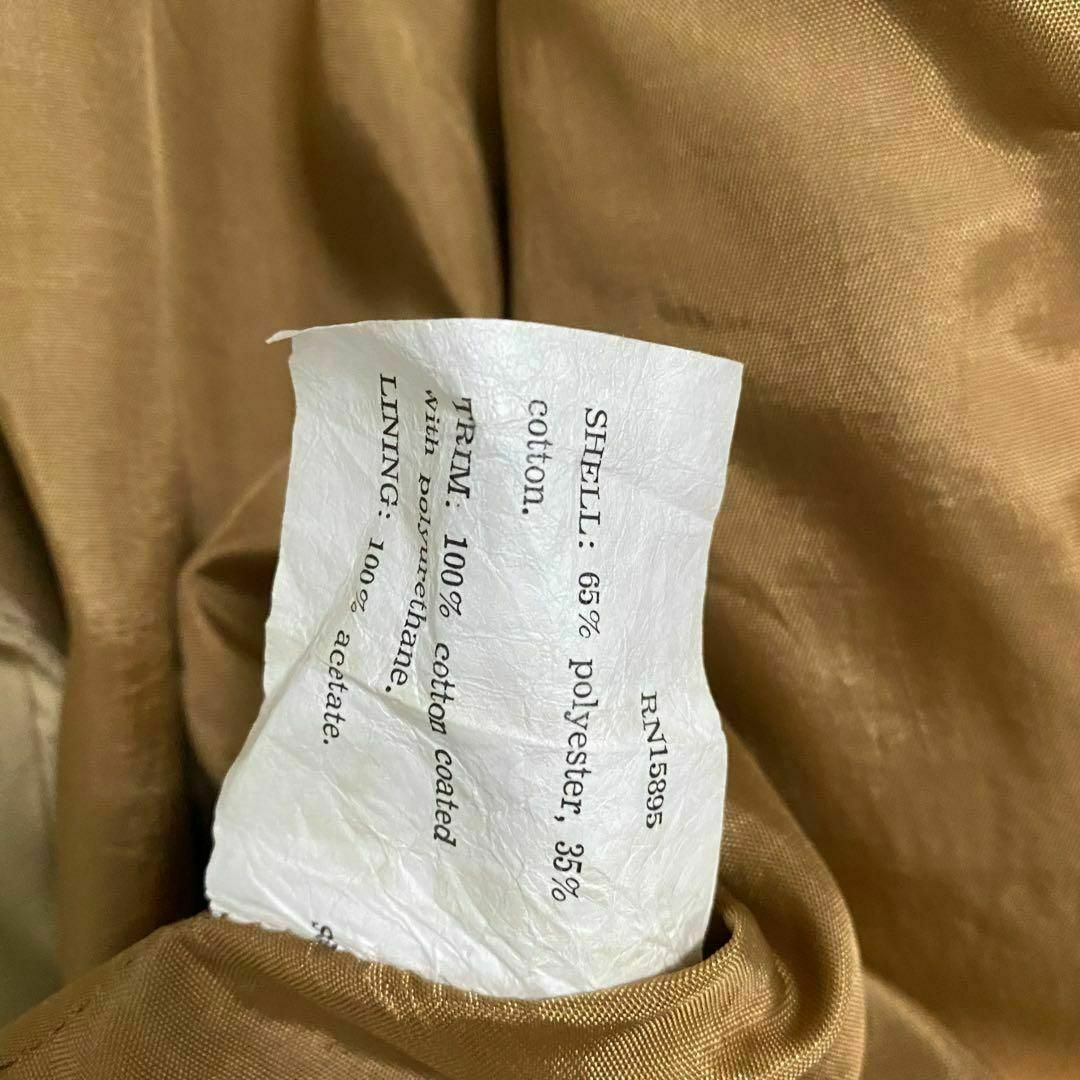 RN15895
SHELL: 65% polyester, 35%
cotton.
TRIM: 100% cotton coated
with polyurethane.
LINING: 100% acetate.